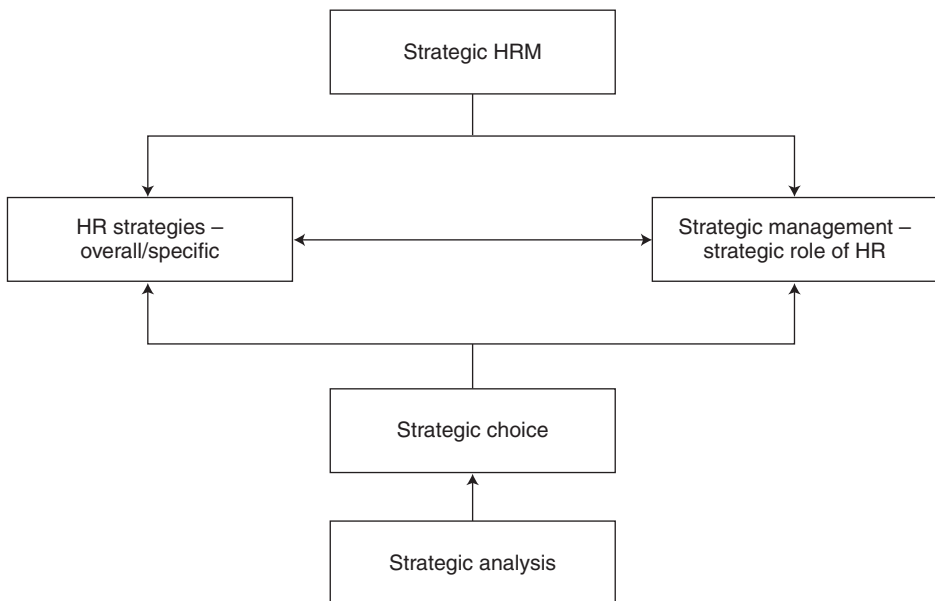 Strategic HRM
HR strategies –
overall/specific
Strategic management –
strategic role of HR
Strategic choice
Strategic analysis